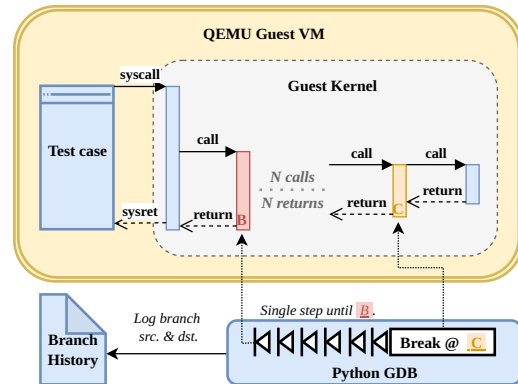 QEMU Guest VM
syscall
Guest Kernel
Test case
call
call
call
N calls
N returns
C
return
sysret
return
B
return
Single step until B.
Log branch
src. & dst.
Branch
History
Break @ C
Python GDB